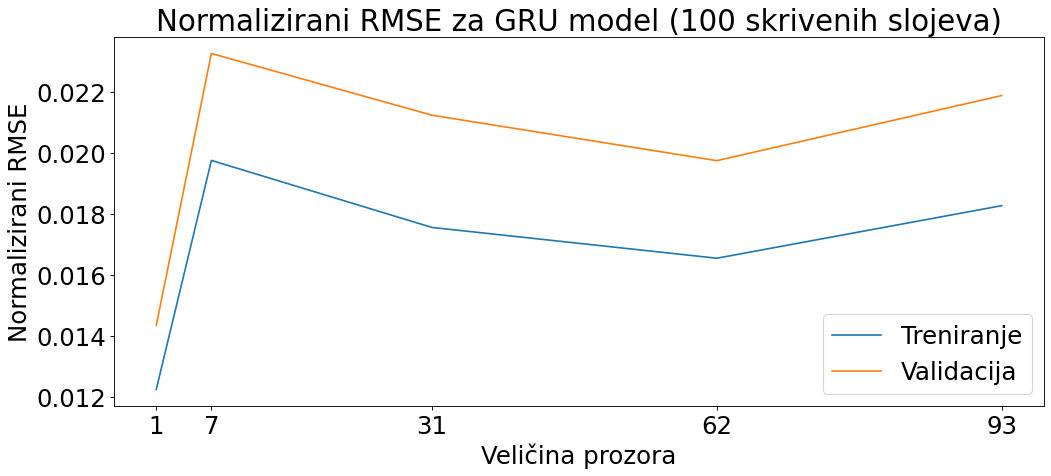 Normalizirani RMSE za GRU model (100 skrivenih slojeva)
Normalizirani RMSE
0.022
0.020
0.018
0.016
0.014
0.012
Treniranje
Validacija
1 7 31 62 93
Veličina prozora